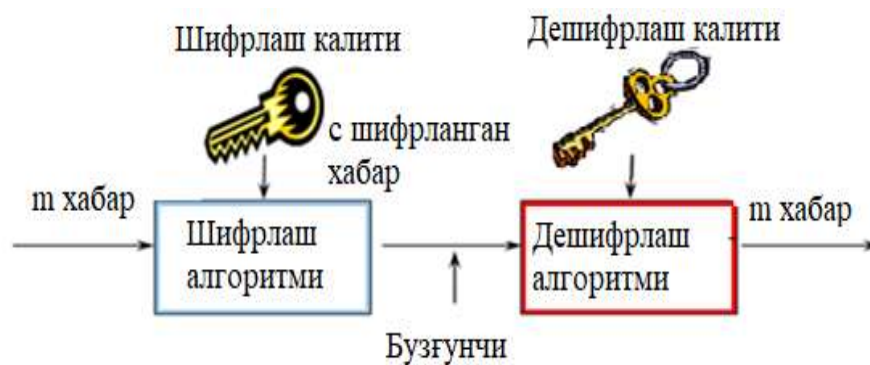 Шифрлаш калити
Дешифрлаш калити
с шифрланган
хабар
m хабар
Шифрлаш
алгоритми
Дешифрлаш
алгоритми
m хабар
Бузғунчи